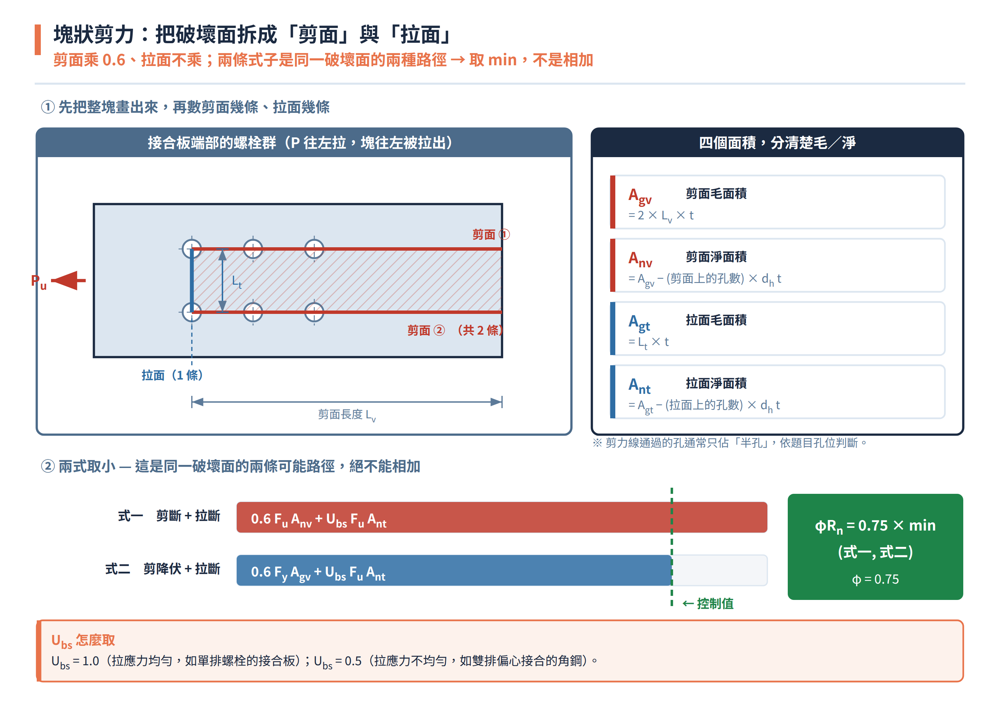 塊狀剪力：把破壞面拆成「剪面」與「拉面」
剪面乘 0.6、拉面不乘；兩條式子是同一破壞面的兩種路徑 → 取 min，不是相加
① 先把整塊畫出來，再數剪面幾條、拉面幾條
接合板端部的螺栓群（P 往左拉，塊往左被拉出）
剪面 ①
Pu
Lt
剪面 ②　（共 2 條）
拉面（1 條）
剪面長度 Lv
四個面積，分清楚毛／淨
Agv 剪面毛面積
= 2 × Lv × t
Anv 剪面淨面積
= Agv − (剪面上的孔數) × dh t
Agt 拉面毛面積
= Lt × t
Ant 拉面淨面積
= Agt − (拉面上的孔數) × dh t
※ 剪力線通過的孔通常只佔「半孔」，依題目孔位判斷。
② 兩式取小 — 這是同一破壞面的兩條可能路徑，絕不能相加
式一　剪斷 + 拉斷
0.6 Fu Anv + Ubs Fu Ant
式二　剪降伏 + 拉斷
0.6 Fy Agv + Ubs Fu Ant
← 控制值
ϕRn = 0.75 × min
(式一, 式二)
ϕ = 0.75
Ubs 怎麼取
Ubs = 1.0（拉應力均勻，如單排螺栓的接合板）；Ubs = 0.5（拉應力不均勻，如雙排偏心接合的角鋼）。